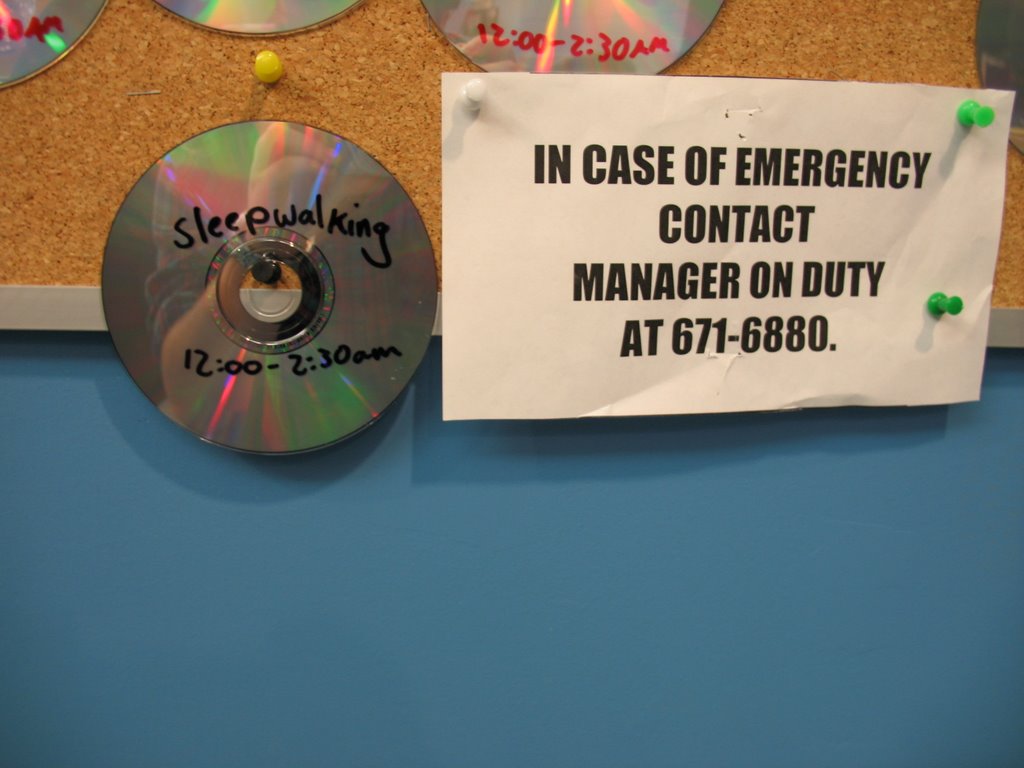 30AM
12:00-2:30AM
sleepwalking
12:00-2:30am
IN CASE OF EMERGENCY
CONTACT
MANAGER ON DUTY
AT 671-6880.